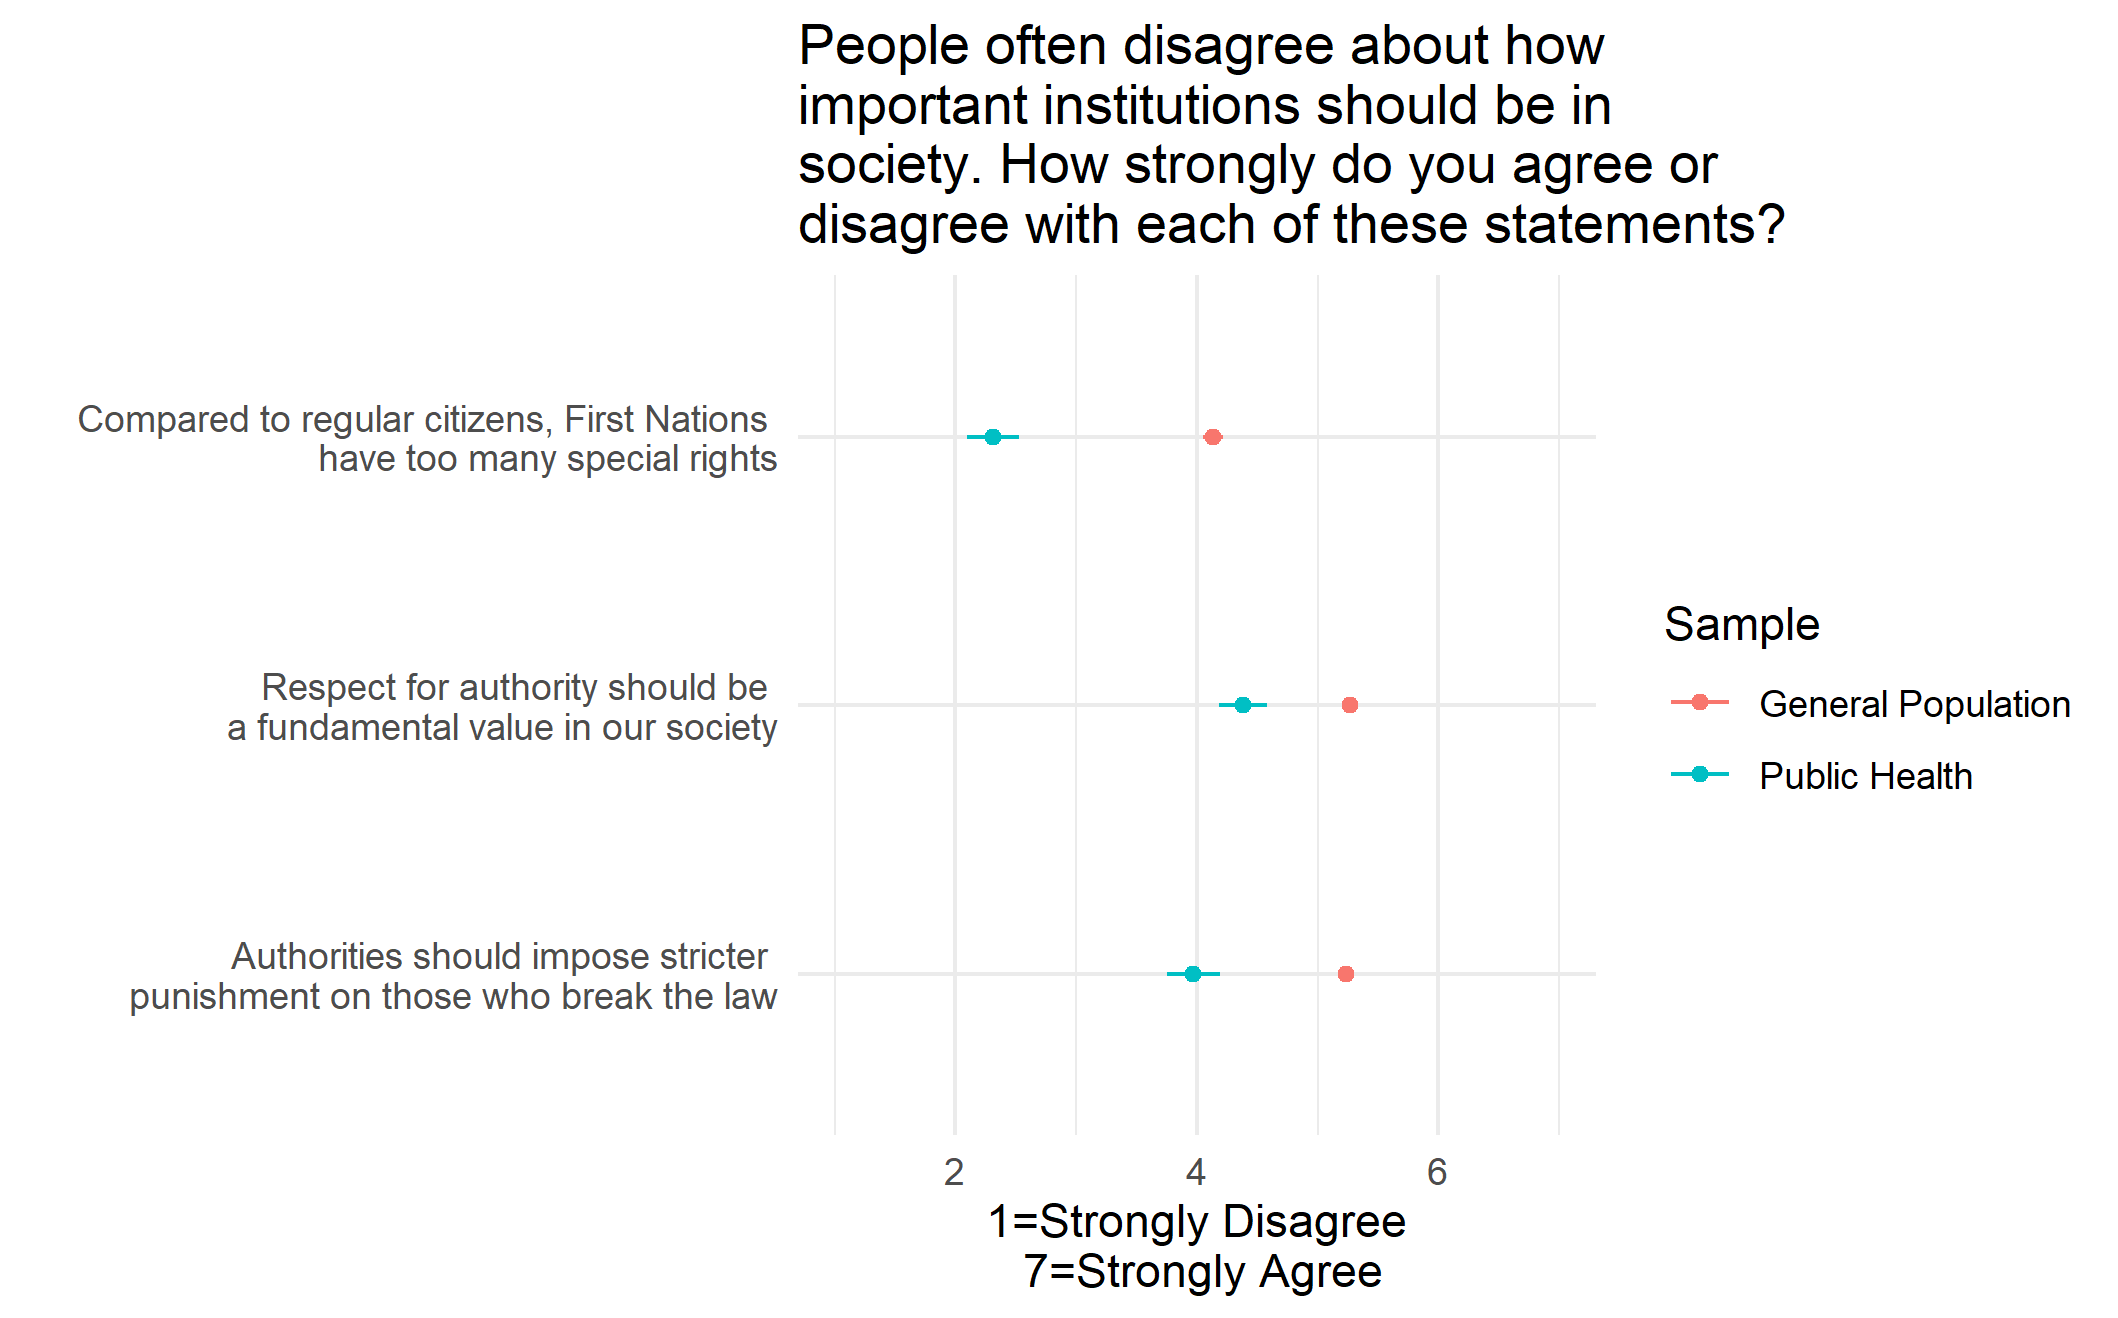 People often disagree about how
important institutions should be in
society. How strongly do you agree or
disagree with each of these statements?
Compared to regular citizens, First Nations
have too many special rights
Respect for authority should be
a fundamental value in our society
Authorities should impose stricter
punishment on those who break the law
2 4 6
1=Strongly Disagree
7=Strongly Agree
Sample
General Population
Public Health